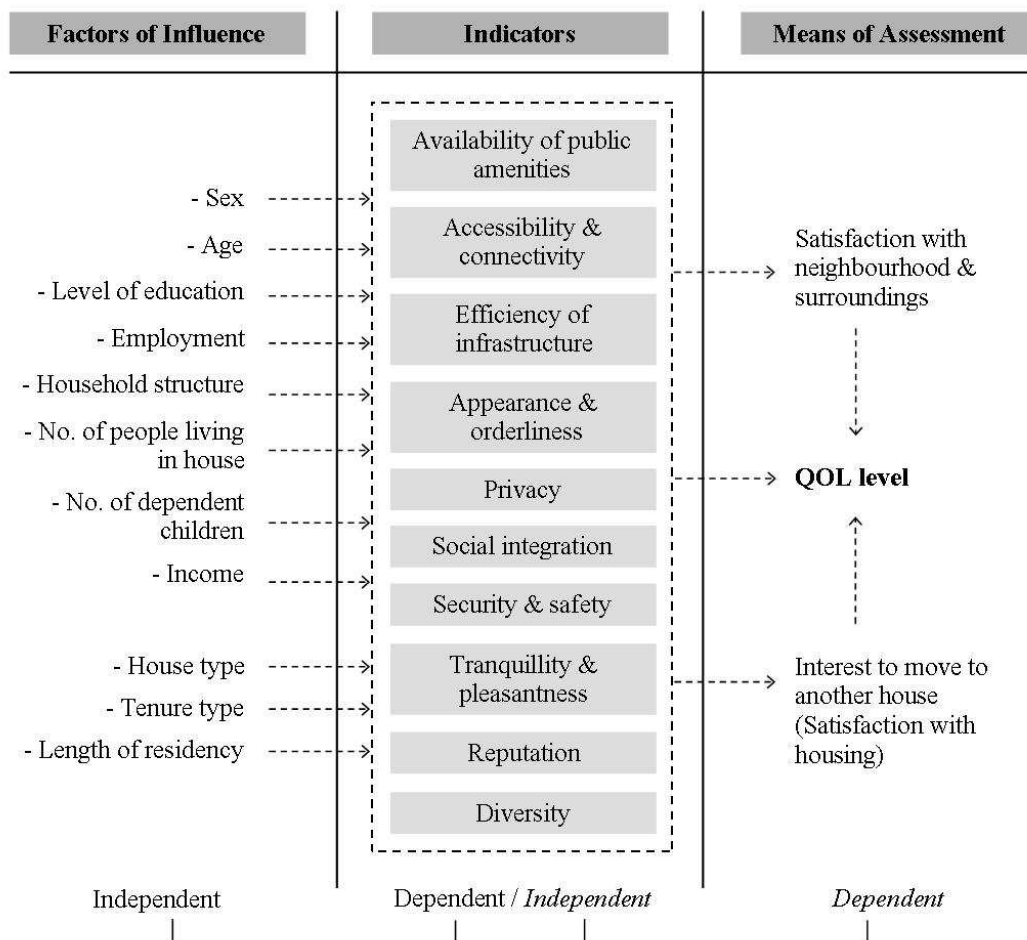 Factors of Influence
Indicators
Means of Assessment
- Sex
- Age
- Level of education
- Employment
- Household structure
- No. of people living
in house
- No. of dependent
children
- Income
- House type
- Tenure type
- Length of residency
Availability of public
amenities
Accessibility &
connectivity
Efficiency of
infrastructure
Appearance &
orderliness
Privacy
Social integration
Security & safety
Tranquillity &
pleasantness
Reputation
Diversity
Satisfaction with
neighbourhood &
surroundings
QOL level
Interest to move to
another house
(Satisfaction with
housing)
Independent
Dependent / Independent
Dependent